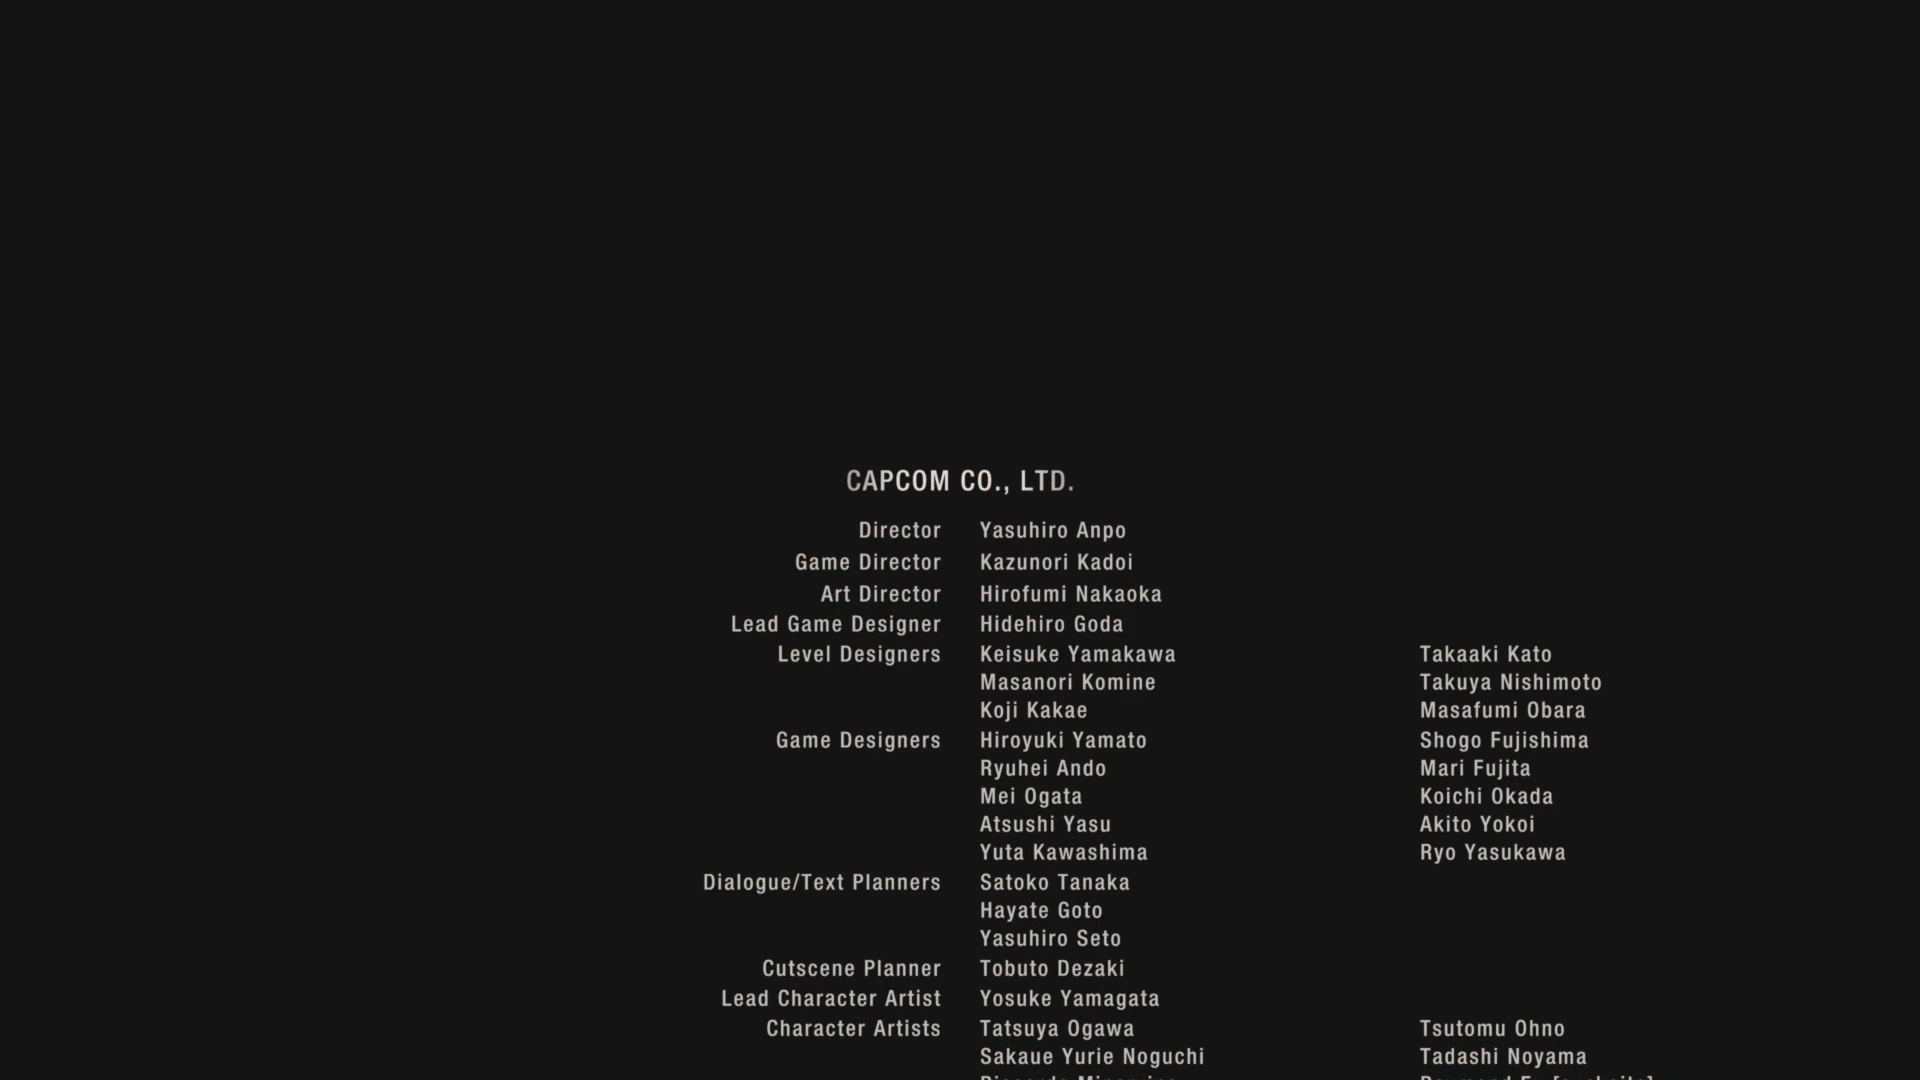 CAPCOM CO., LTD.
Director Yasuhiro Anpo
Game Director Kazunori Kadoi
Art Director Hirofumi Nakaoka
Lead Game Designer Hidehiro Goda
Level Designers Keisuke Yamakawa Takaaki Kato
Masanori Komine Takuya Nishimoto
Koji Kakae Masafumi Obara
Game Designers Hiroyuki Yamato Shogo Fujishima
Ryuhei Ando Mari Fujita
Mei Ogata Koichi Okada
Atsushi Yasu Akito Yokoi
Yuta Kawashima Ryo Yasukawa
Dialogue/Text Planners Satoko Tanaka
Hayate Goto
Yasuhiro Seto
Cutscene Planner Tobuto Dezaki
Lead Character Artist Yosuke Yamagata
Character Artists Tatsuya Ogawa Tsutomu Ohno
Sakaue Yurie Noguchi Tadashi Noyama